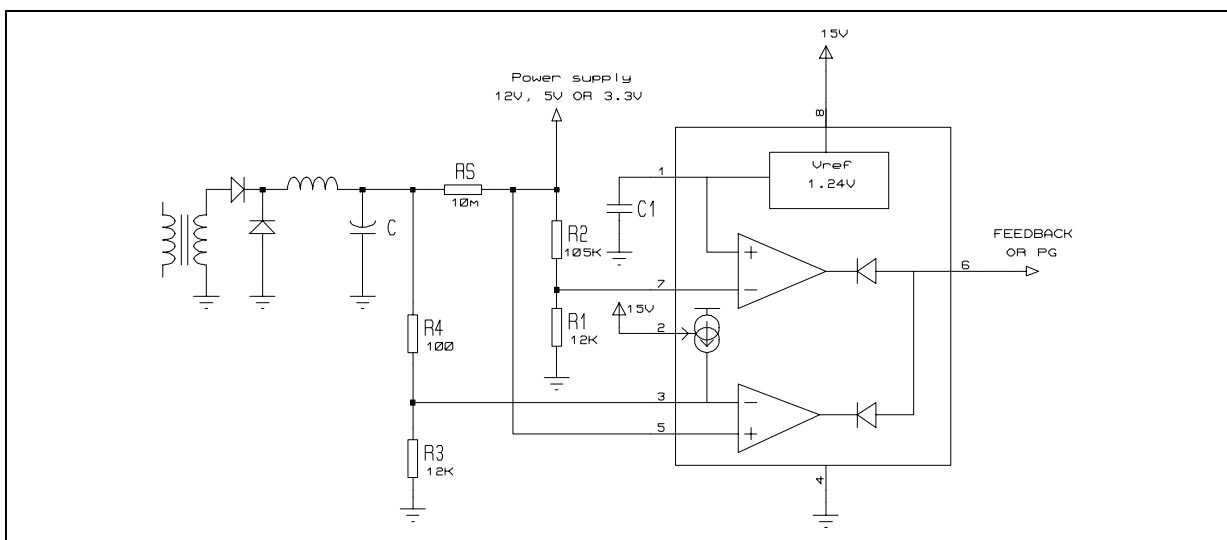 15V
Power supply
12V, 5V OR 3.3V
8
Vref
1.24V
RS
10m
1
C1
C
R2
105K
FEEDBACK
OR PG
6
+
7
−
15V
R1
12K
2
R4
100
3
−
5
+
R3
12K
4